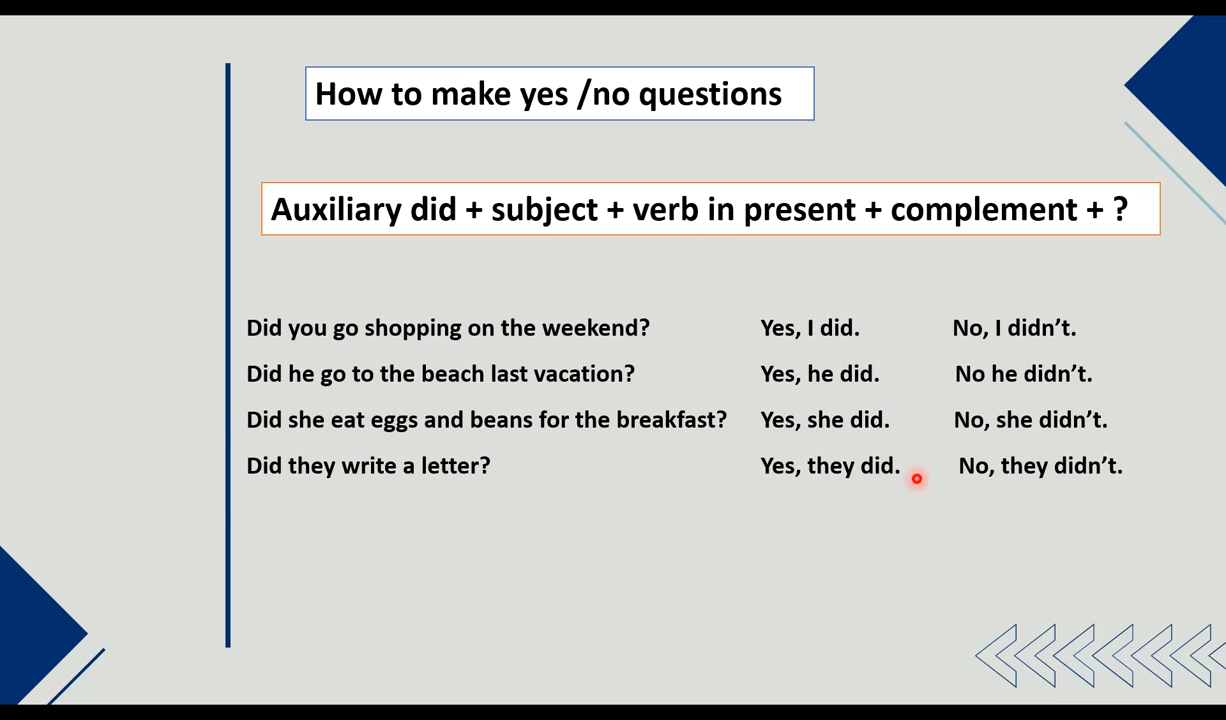 How to make yes /no questions
Auxiliary did + subject + verb in present + complement + ?
Did you go shopping on the weekend? Yes, I did. No, I didn’t.
Did he go to the beach last vacation? Yes, he did. No he didn’t.
Did she eat eggs and beans for the breakfast? Yes, she did. No, she didn’t.
Did they write a letter? Yes, they did. No, they didn’t.